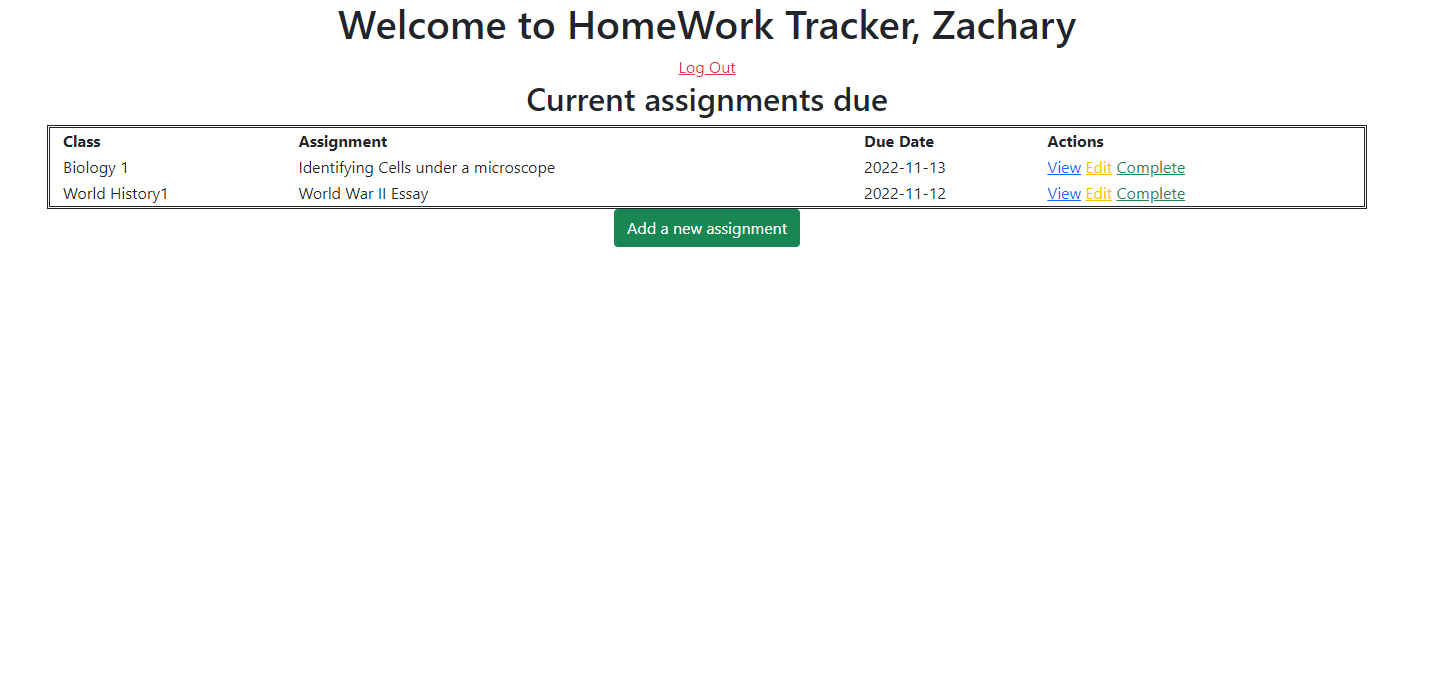 Welcome to HomeWork Tracker, Zachary
Log Out
Current assignments due
Class Assignment Due Date Actions
Biology 1 Identifying Cells under a microscope 2022-11-13 View Edit Complete
World History1 World War II Essay 2022-11-12 View Edit Complete
Add a new assignment